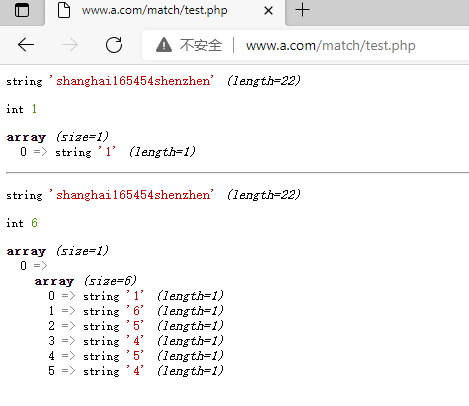 www.a.com/match/test.php
不安全 | www.a.com/match/test.php
string 'shanghai165454shenzhen' (length=22)
int 1
array (size=1)
0 => string '1' (length=1)
string 'shanghai165454shenzhen' (length=22)
int 6
array (size=1)
0 =>
array (size=6)
0 => string '1' (length=1)
1 => string '6' (length=1)
2 => string '5' (length=1)
3 => string '4' (length=1)
4 => string '5' (length=1)
5 => string '4' (length=1)